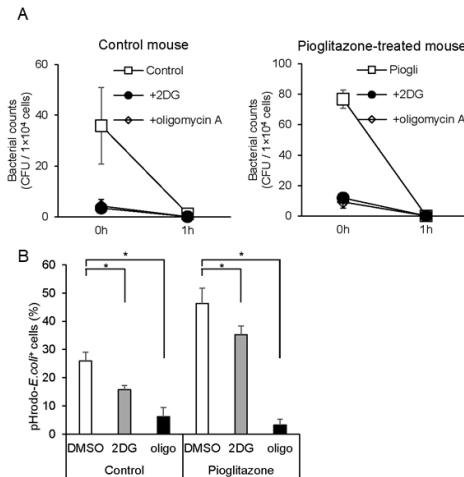 A
Control mouse
Bacterial counts
(CFU / 1×10⁴ cells)
60
40
20
0
Control
+2DG
+oligomycin A
0h 1h
Pioglitazone-treated mouse
Bacterial counts
(CFU / 1×10⁴ cells)
100
80
60
40
20
0
Piogli
+2DG
+oligomycin A
0h 1h
B
pHrodo-E.coli⁺ cells (%)
60
50
40
30
20
10
0
* *
* *
DMSO 2DG oligo DMSO 2DG oligo
Control Pioglitazone